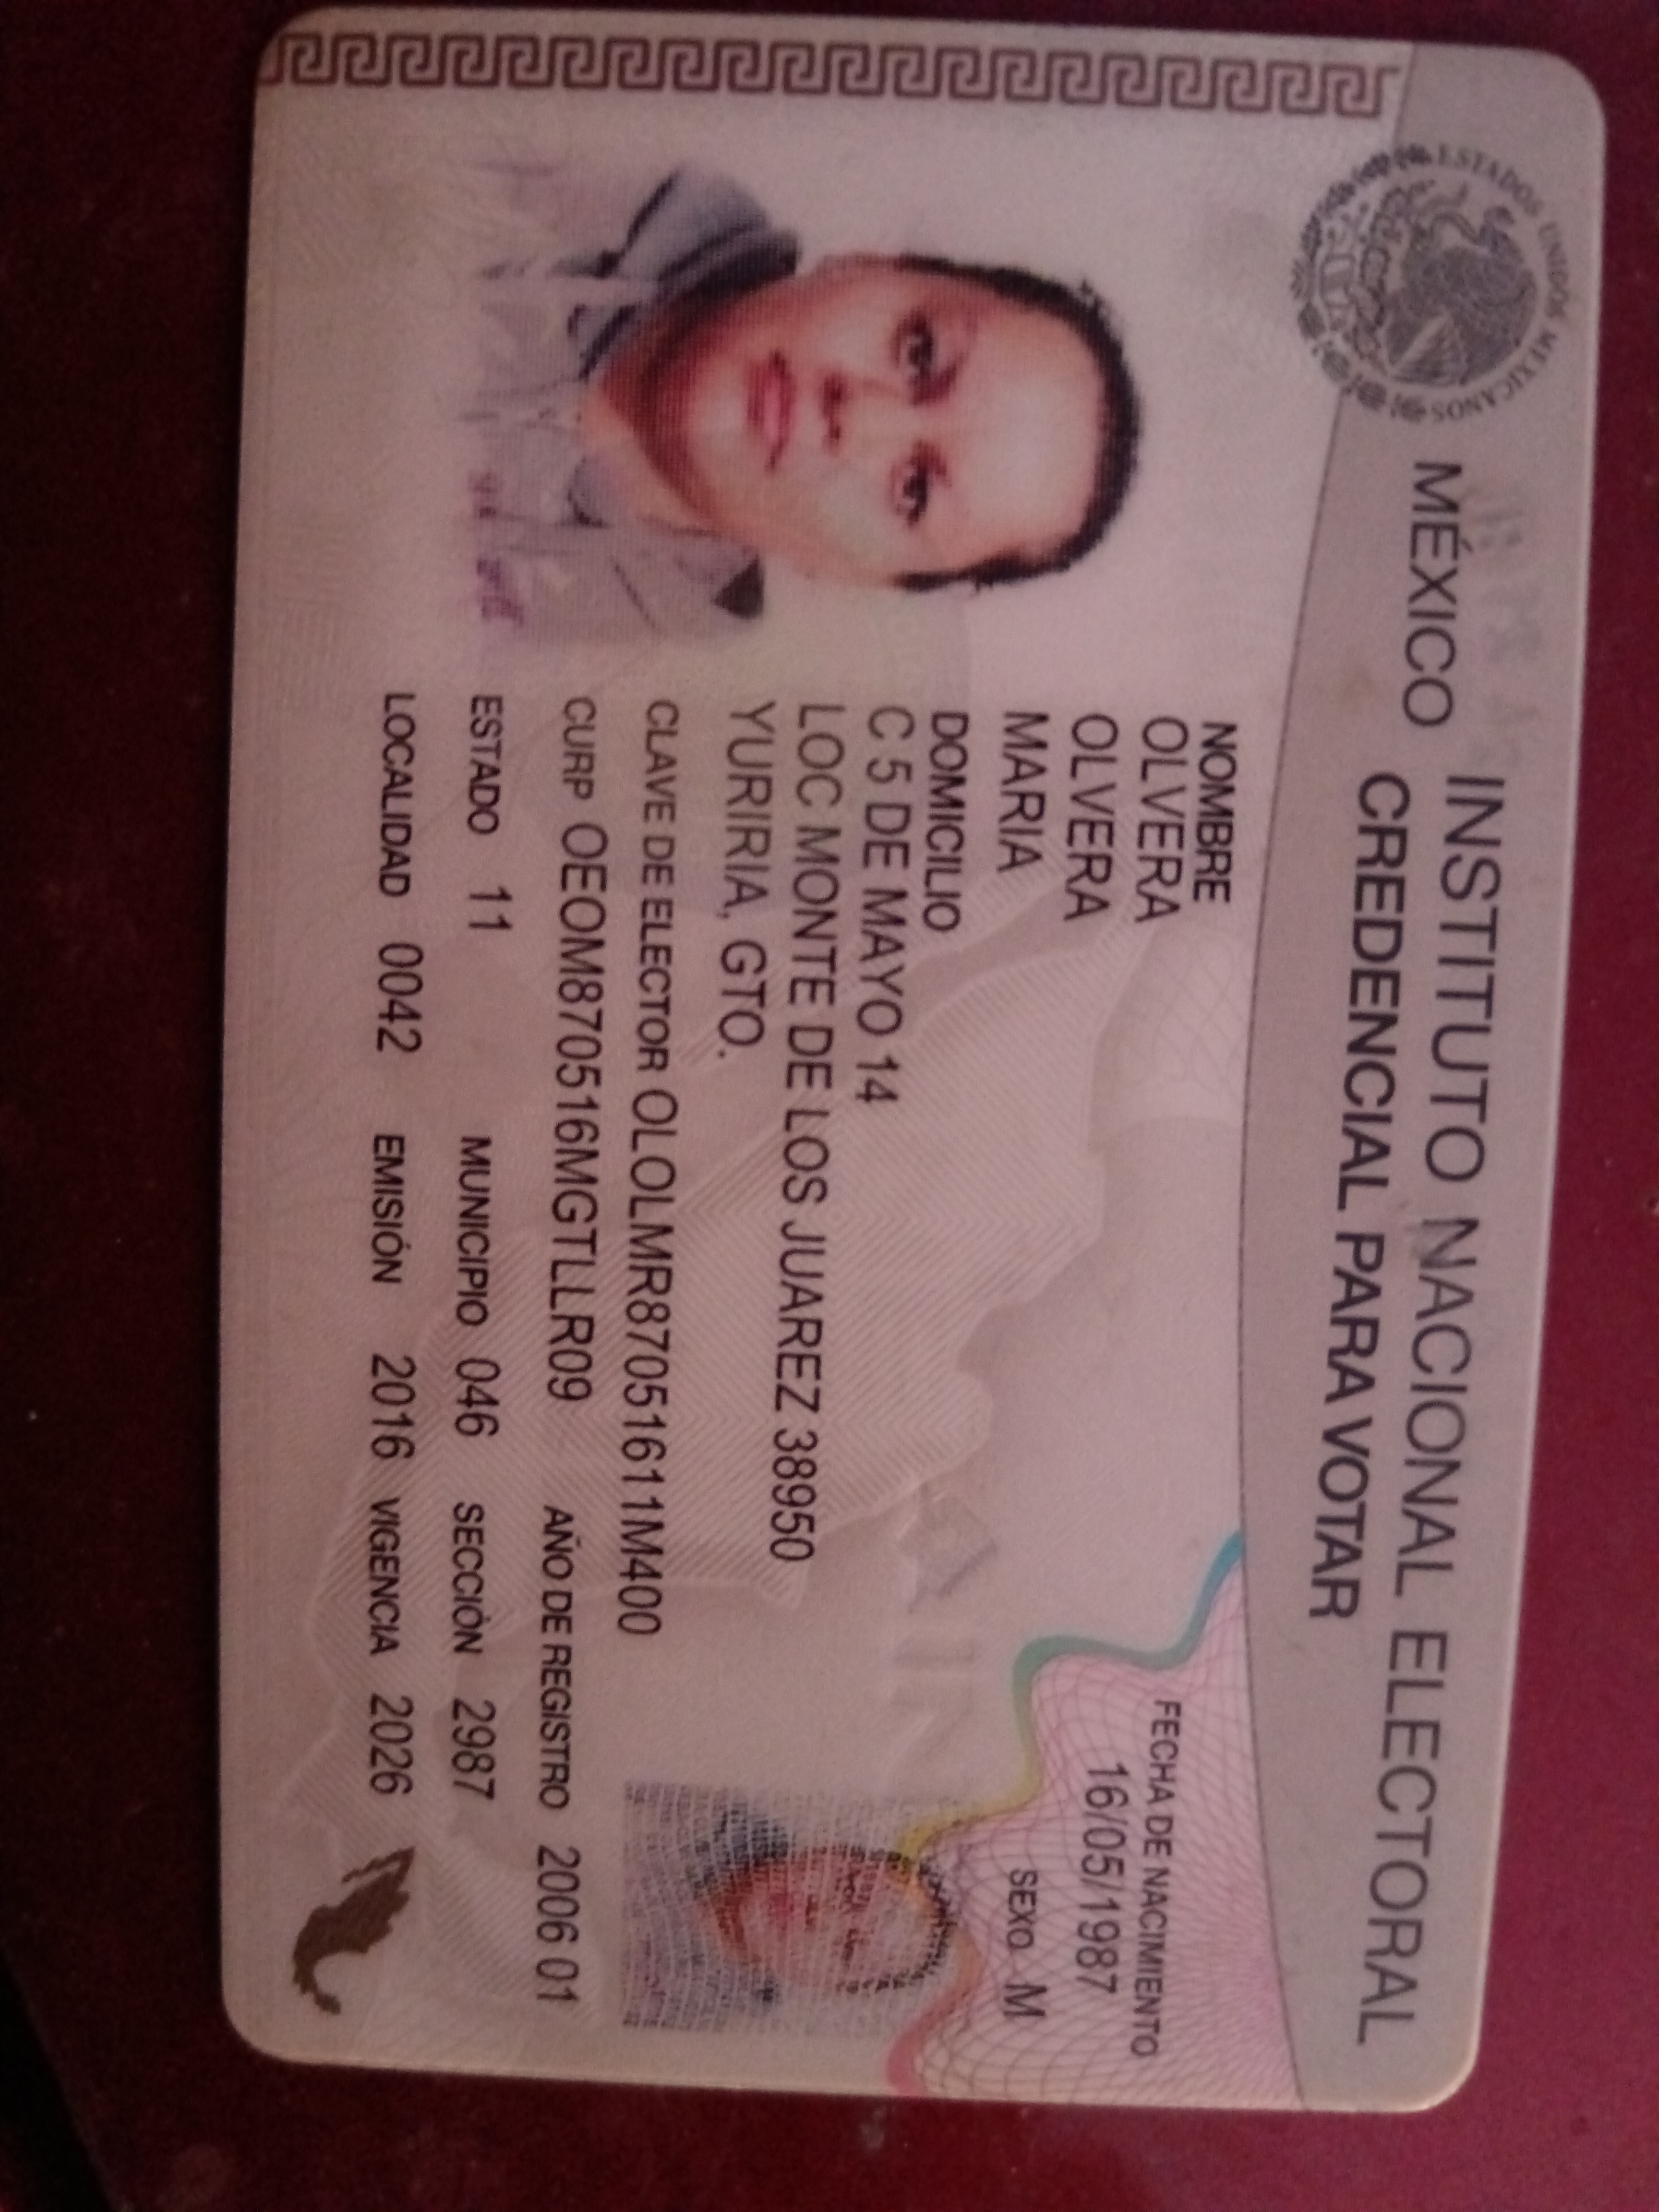 ESTADOS UNIDOS MEXICANOS
MÉXICO INSTITUTO NACIONAL ELECTORAL
CREDENCIAL PARA VOTAR
NOMBRE
OLVERA
OLVERA
MARIA
FECHA DE NACIMIENTO
16/05/1987
SEXO M
DOMICILIO
C 5 DE MAYO 14
LOC MONTE DE LOS JUAREZ 38950
YURIRIA, GTO.
CLAVE DE ELECTOR OLOLMR87051611M400
CURP OEOM870516MGTLLR09 AÑO DE REGISTRO 2006 01
ESTADO 11 MUNICIPIO 046 SECCIÓN 2987
LOCALIDAD 0042 EMISIÓN 2016 VIGENCIA 2026